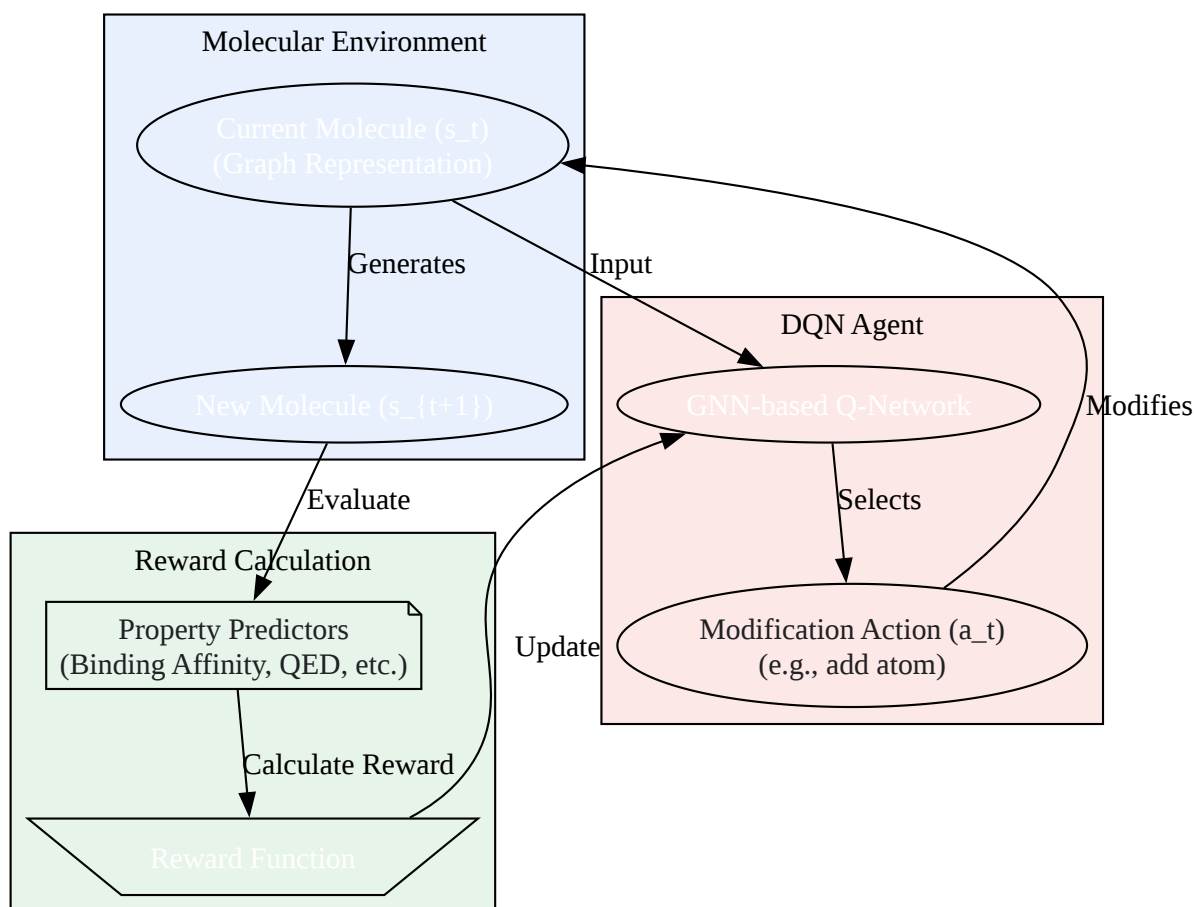 Molecular Environment
Current Molecule (s_t)
(Graph Representation)
Generates
Input
DQN Agent
New Molecule (s_{t+1})
GNN-based Q-Network
Modifies
Evaluate
Selects
Reward Calculation
Property Predictors
(Binding Affinity, QED, etc.)
Update
Modification Action (a_t)
(e.g., add atom)
Calculate Reward
Reward Function